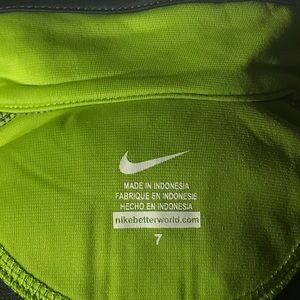 MADE IN INDONESIA
FABRIQUE EN INDONESIE
HECHO EN INDONESIA
nikebetterworld.com
7